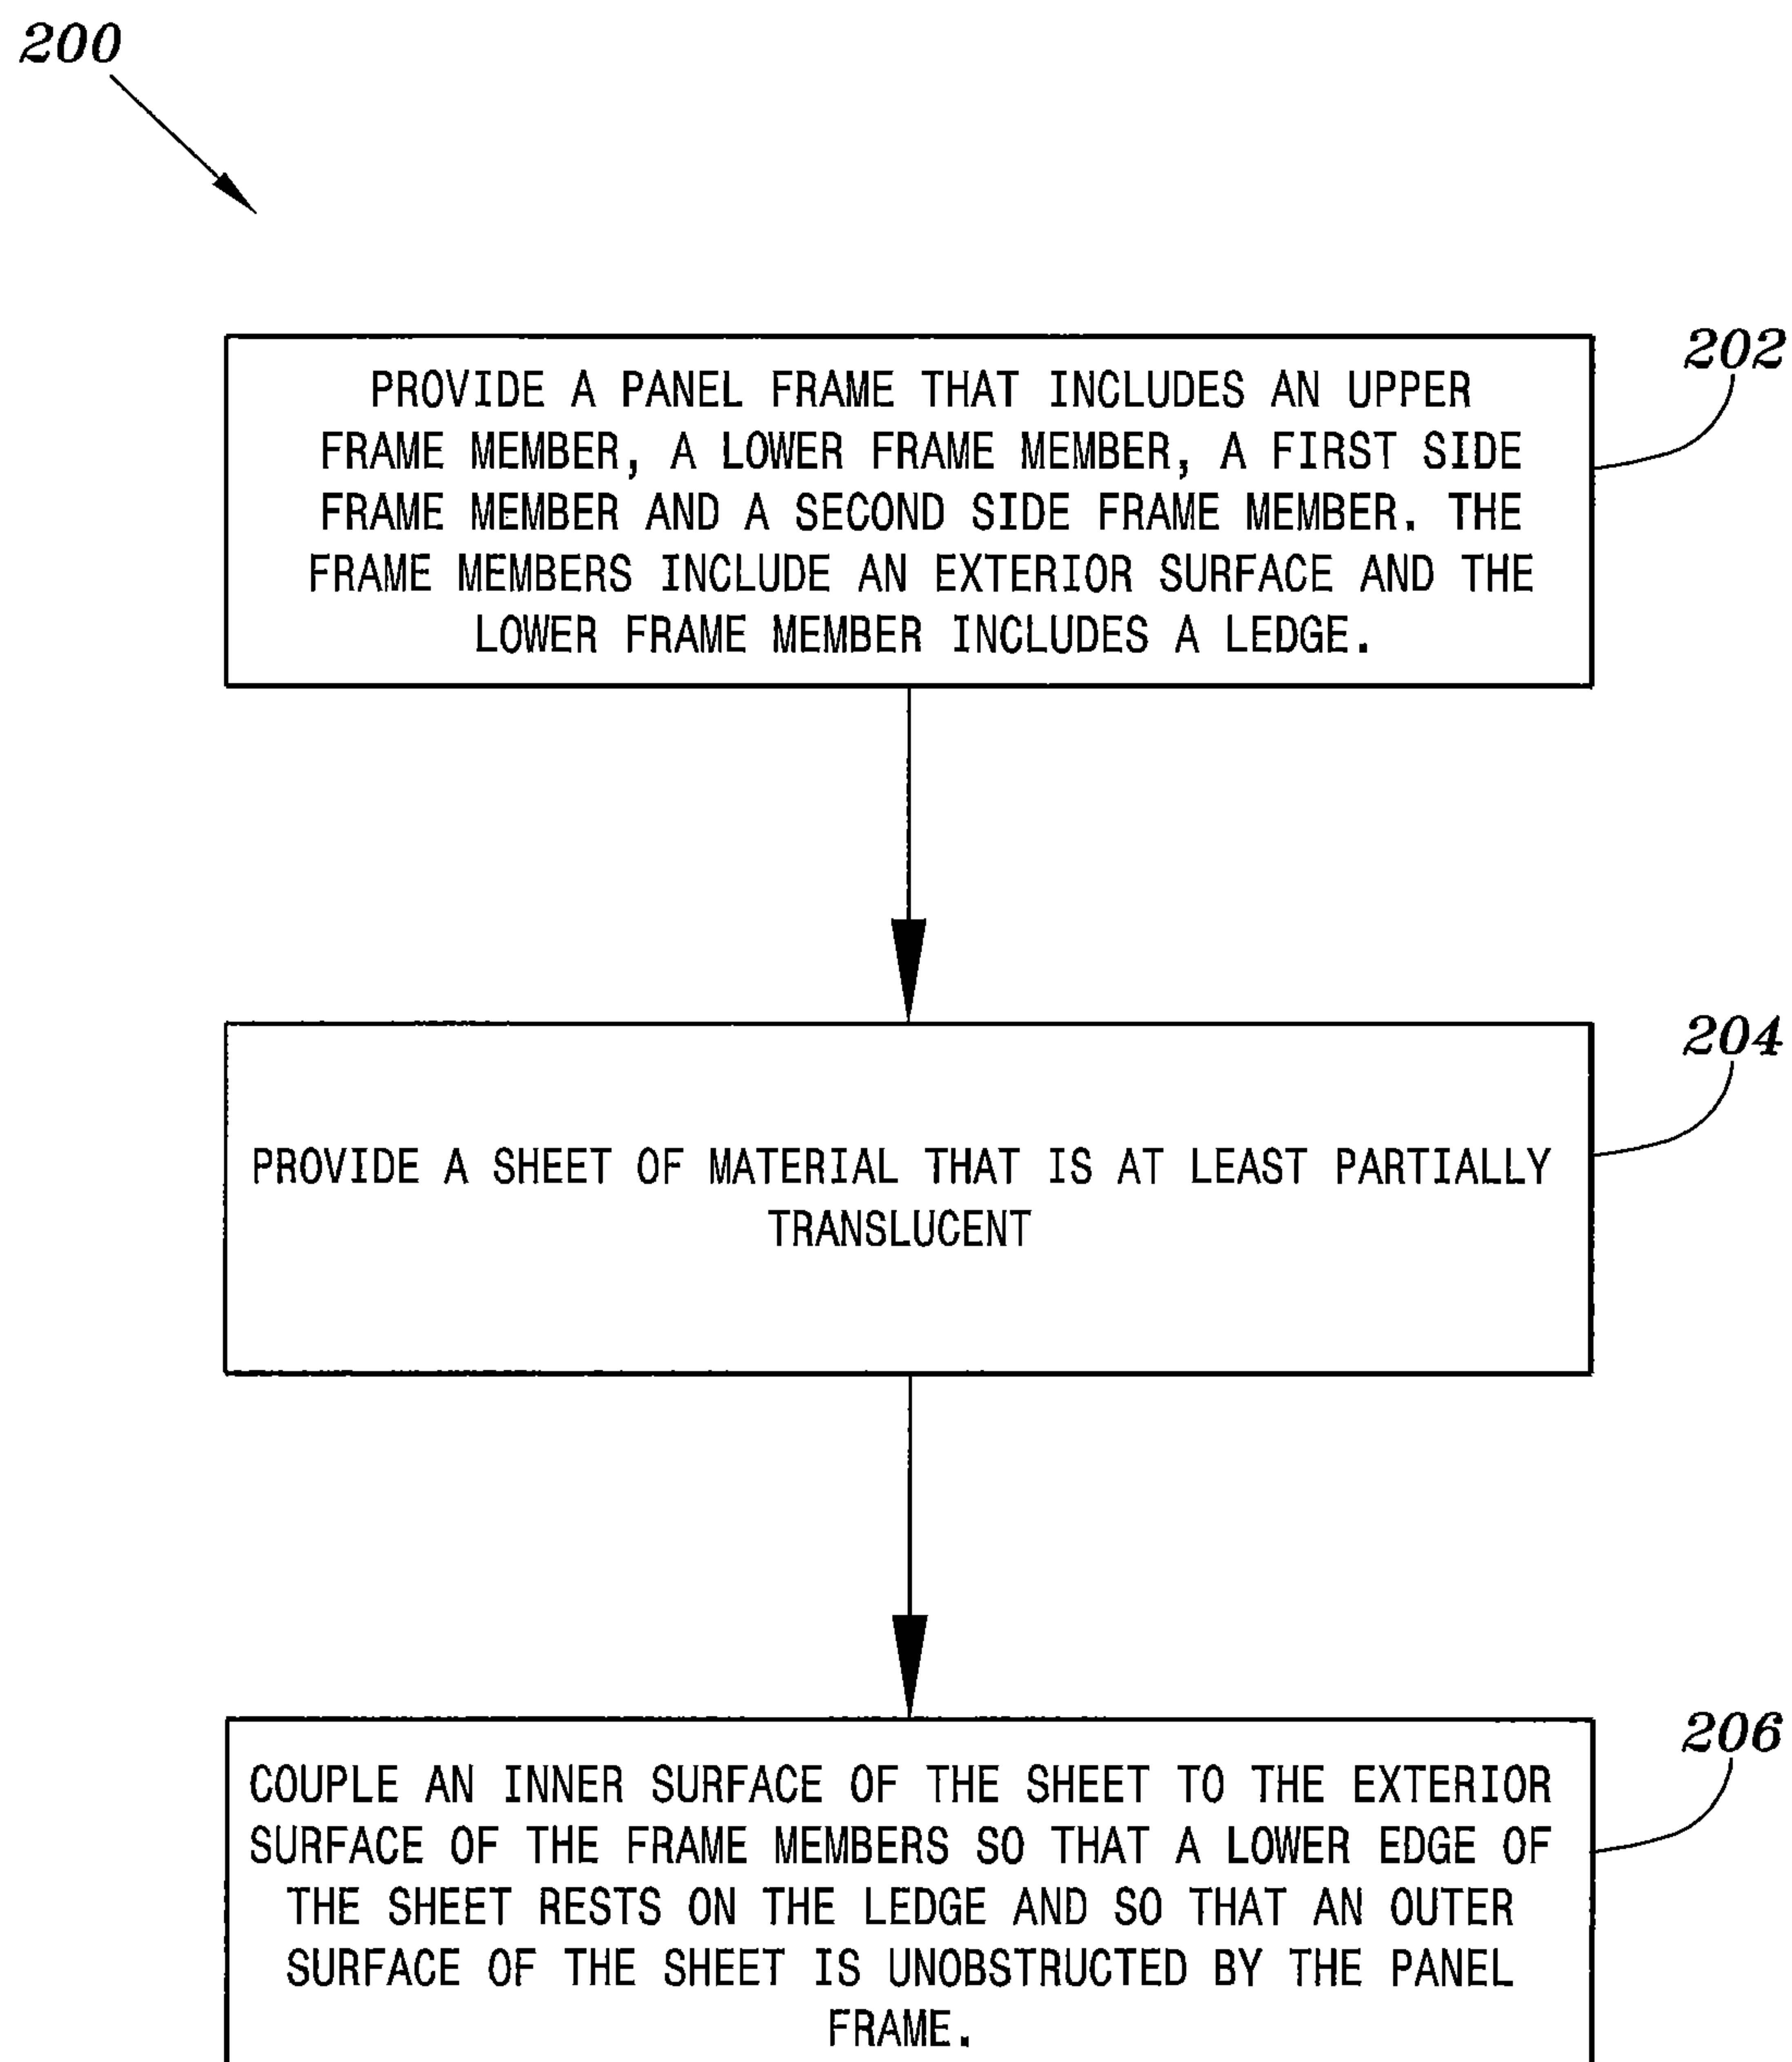 200
202
PROVIDE A PANEL FRAME THAT INCLUDES AN UPPER
FRAME MEMBER, A LOWER FRAME MEMBER, A FIRST SIDE
FRAME MEMBER AND A SECOND SIDE FRAME MEMBER. THE
FRAME MEMBERS INCLUDE AN EXTERIOR SURFACE AND THE
LOWER FRAME MEMBER INCLUDES A LEDGE.
204
PROVIDE A SHEET OF MATERIAL THAT IS AT LEAST PARTIALLY
TRANSLUCENT
206
COUPLE AN INNER SURFACE OF THE SHEET TO THE EXTERIOR
SURFACE OF THE FRAME MEMBERS SO THAT A LOWER EDGE OF
THE SHEET RESTS ON THE LEDGE AND SO THAT AN OUTER
SURFACE OF THE SHEET IS UNOBSTRUCTED BY THE PANEL
FRAME.